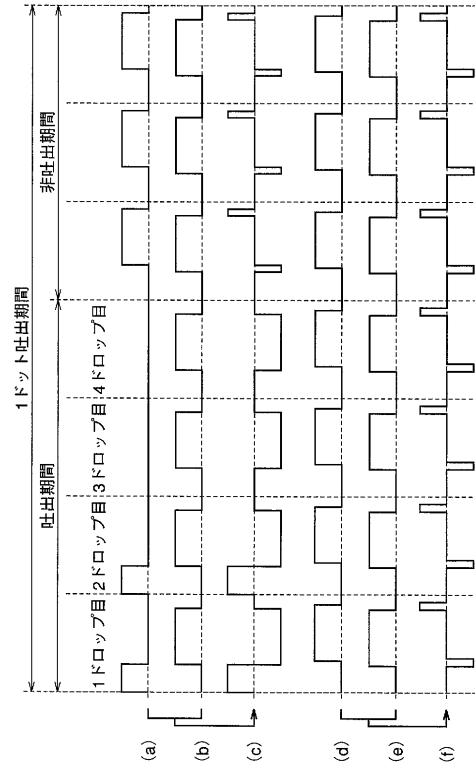 1ドット吐出期間
吐出期間
非吐出期間
1ドロップ目 2ドロップ目 3ドロップ目 4ドロップ目
(a)
(b)
(c)
(d)
(e)
(f)